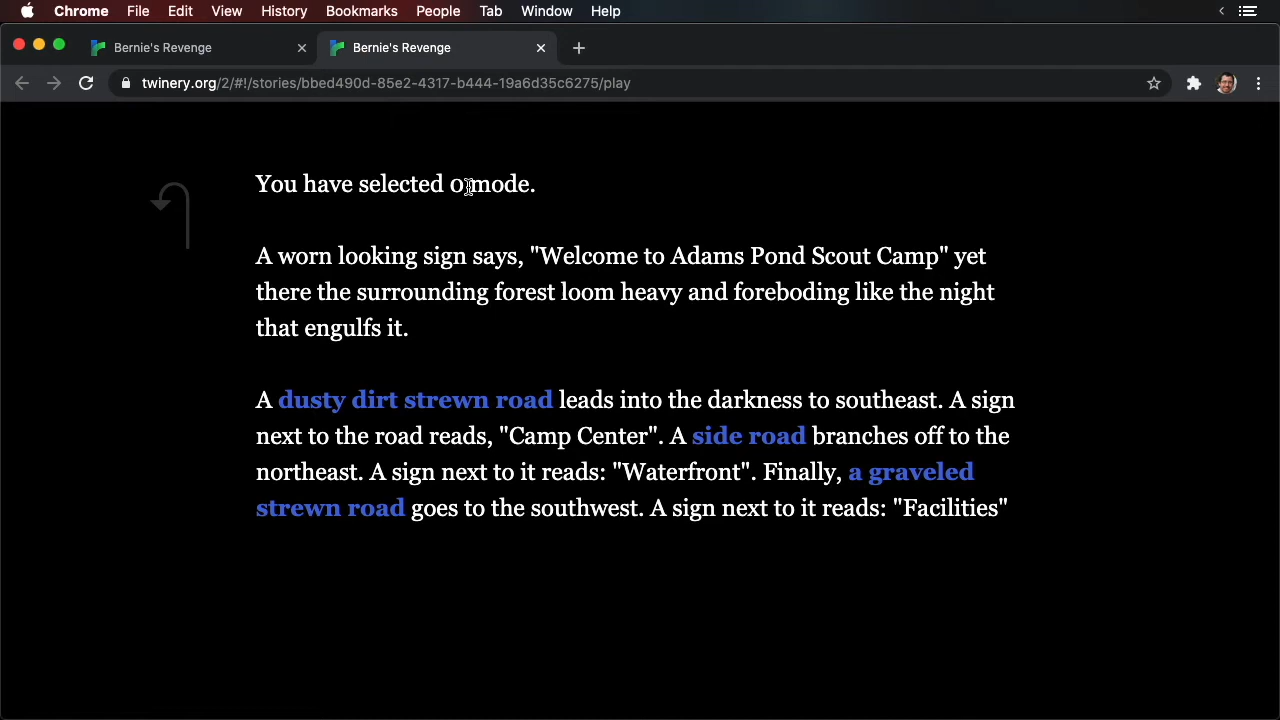 Chrome File Edit View History Bookmarks People Tab Window Help
Bernie's Revenge Bernie's Revenge
twinery.org/2/#!/stories/bbed490d-85e2-4317-b444-19a6d35c6275/play
You have selected 0 mode.
A worn looking sign says, "Welcome to Adams Pond Scout Camp" yet
there the surrounding forest loom heavy and foreboding like the night
that engulfs it.
A dusty dirt strewn road leads into the darkness to southeast. A sign
next to the road reads, "Camp Center". A side road branches off to the
northeast. A sign next to it reads: "Waterfront". Finally, a graveled
strewn road goes to the southwest. A sign next to it reads: "Facilities"